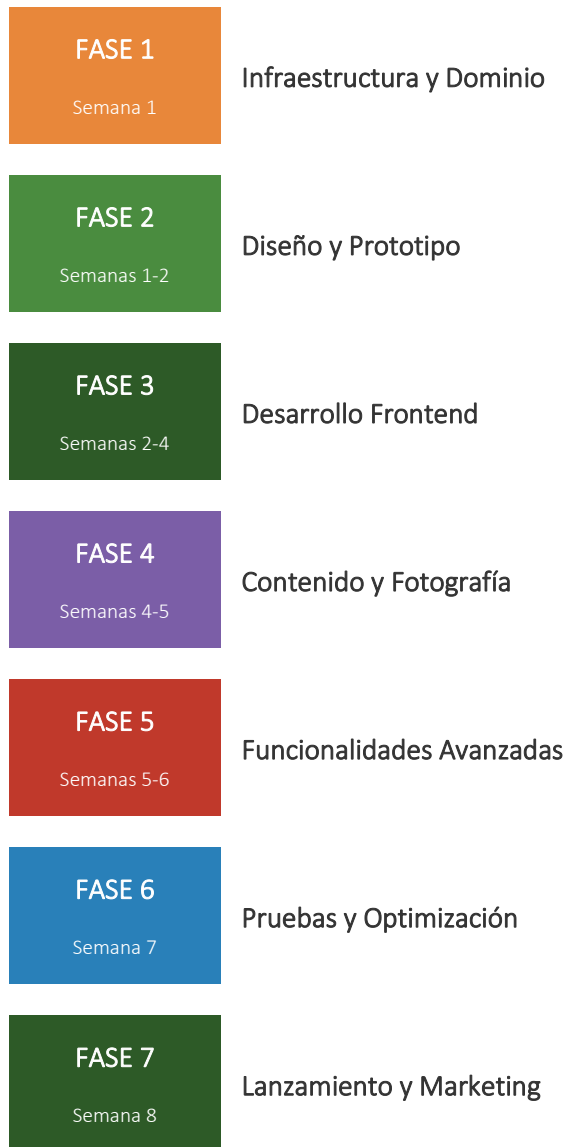 FASE 1
Semana 1
Infraestructura y Dominio
FASE 2
Semanas 1-2
Diseño y Prototipo
FASE 3
Semanas 2-4
Desarrollo Frontend
FASE 4
Semanas 4-5
Contenido y Fotografía
FASE 5
Semanas 5-6
Funcionalidades Avanzadas
FASE 6
Semana 7
Pruebas y Optimización
FASE 7
Semana 8
Lanzamiento y Marketing